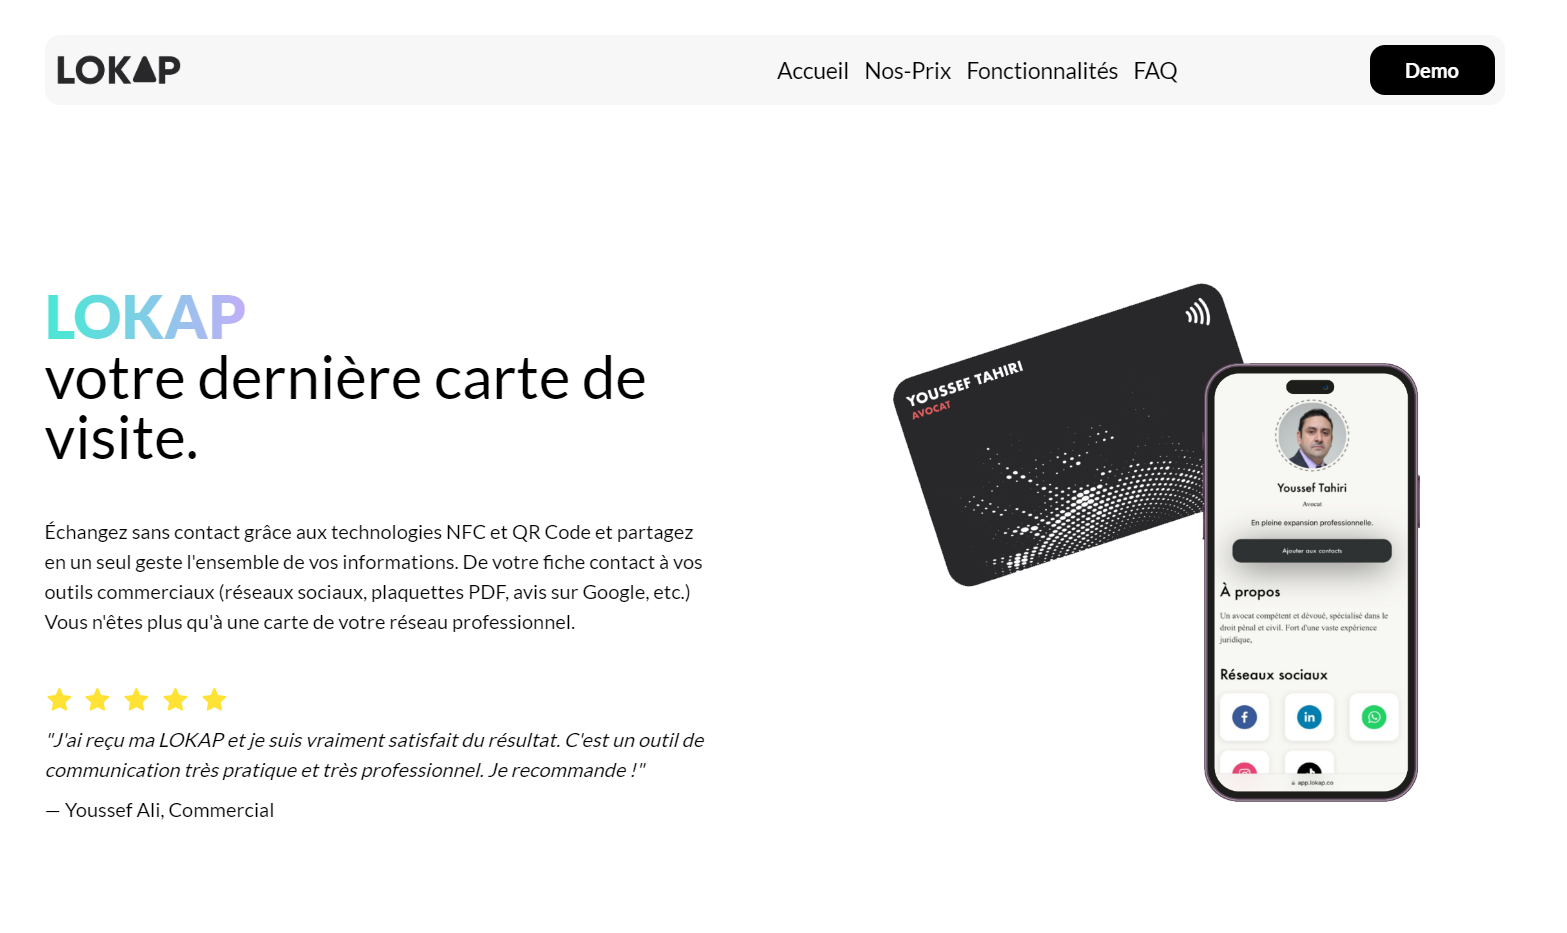 LOKAP
Accueil Nos-Prix Fonctionnalités FAQ
Demo
LOKAP
votre dernière carte de
visite.
Échangez sans contact grâce aux technologies NFC et QR Code et partagez
en un seul geste l'ensemble de vos informations. De votre fiche contact à vos
outils commerciaux (réseaux sociaux, plaquettes PDF, avis sur Google, etc.)
Vous n'êtes plus qu'à une carte de votre réseau professionnel.
"J'ai reçu ma LOKAP et je suis vraiment satisfait du résultat. C'est un outil de
communication très pratique et très professionnel. Je recommande !"
— Youssef Ali, Commercial
YOUSSEF TAHIRI
AVOCAT
Youssef Tahiri
Avocat
En pleine expansion professionnelle.
Ajouter aux contacts
À propos
Un avocat compétent et dévoué, spécialisé dans le
droit pénal et civil. Fort d'une vaste expérience
juridique,
Réseaux sociaux
app.lokap.co